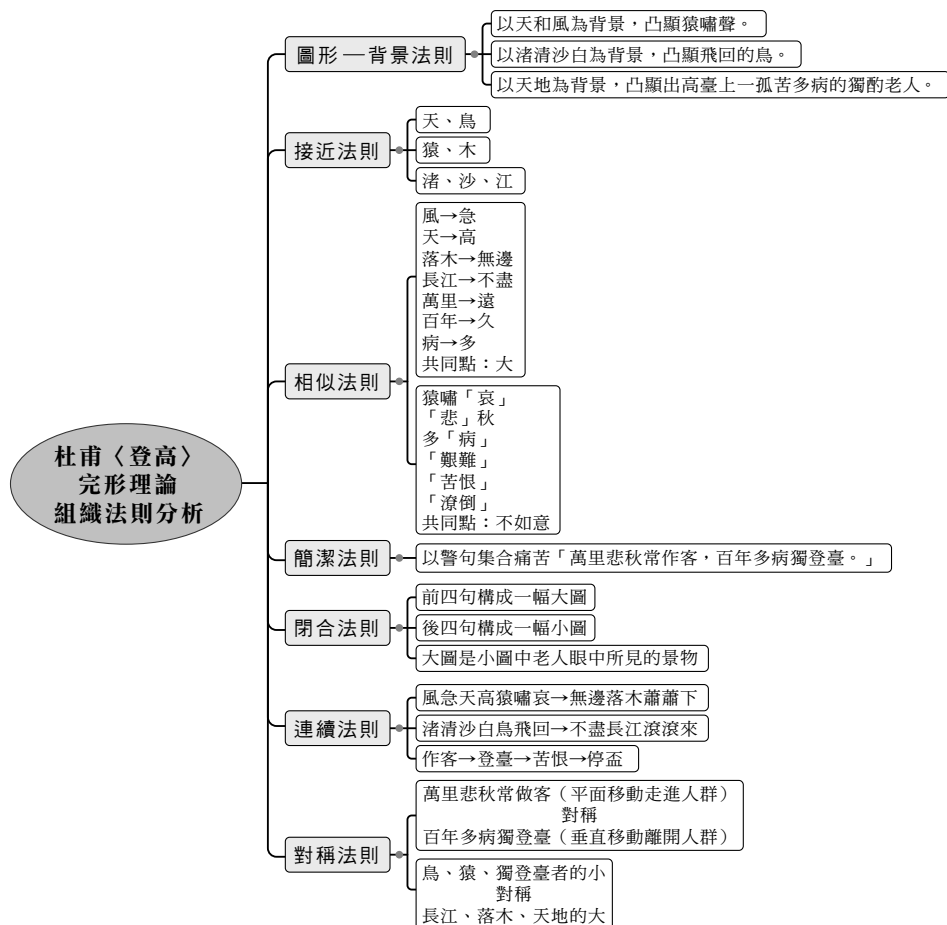 圖形—背景法則
以天和風為背景，凸顯猿嘯聲。
以渚清沙白為背景，凸顯飛回的鳥。
以天地為背景，凸顯出高臺上一孤苦多病的獨酌老人。
接近法則
天、鳥
猿、木
渚、沙、江
相似法則
風→急
天→高
落木→無邊
長江→不盡
萬里→遠
百年→久
病→多
共同點：大
猿嘯「哀」
「悲」秋
多「病」
「艱難」
「苦恨」
「潦倒」
共同點：不如意
杜甫〈登高〉
完形理論
組織法則分析
簡潔法則
以警句集合痛苦「萬里悲秋常作客，百年多病獨登臺。」
閉合法則
前四句構成一幅大圖
後四句構成一幅小圖
大圖是小圖中老人眼中所見的景物
連續法則
風急天高猿嘯哀→無邊落木蕭蕭下
渚清沙白鳥飛回→不盡長江滾滾來
作客→登臺→苦恨→停盃
對稱法則
萬里悲秋常做客（平面移動走進人群）
對稱
百年多病獨登臺（垂直移動離開人群）
鳥、猿、獨登臺者的小
對稱
長江、落木、天地的大